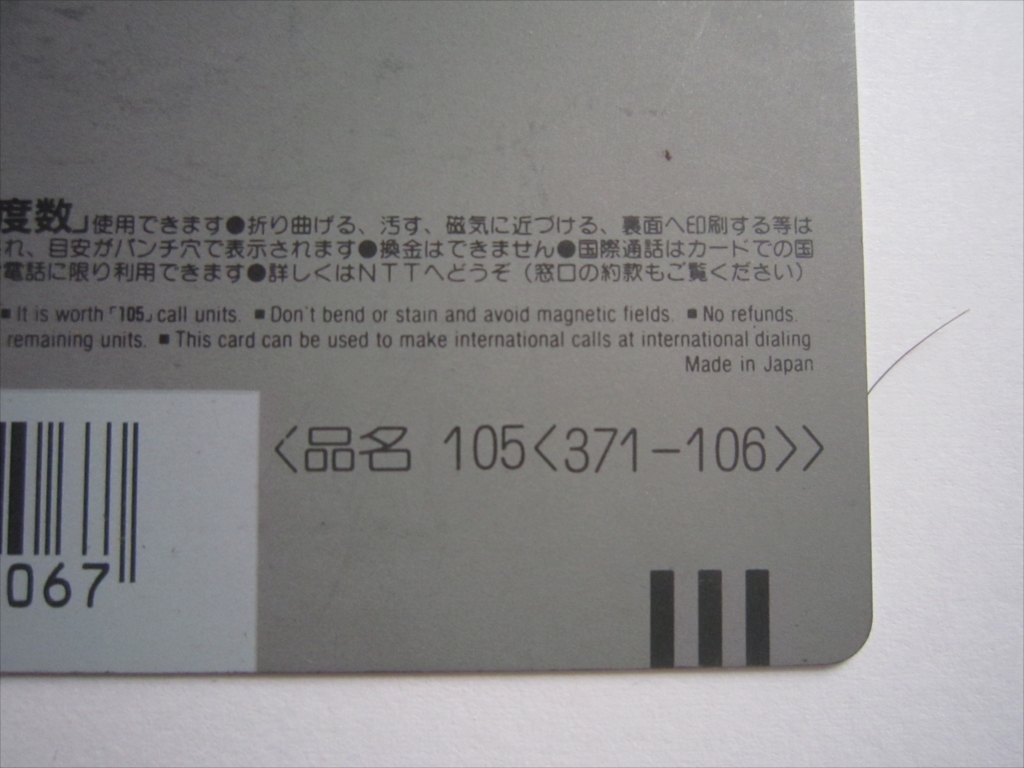 度数」使用できます●折り曲げる、汚す、磁気に近づける、裏面へ印刷する等は
れ、目安がパンチ穴で表示されます●換金はできません●国際通話はカードでの国
電話に限り利用できます●詳しくはNTTへどうぞ（窓口の約款もご覧ください）
■It is worth「105」call units. ■Don't bend or stain and avoid magnetic fields. ■No refunds.
remaining units. ■This card can be used to make international calls at international dialing
Made in Japan
<品名 105<371-106>>
067